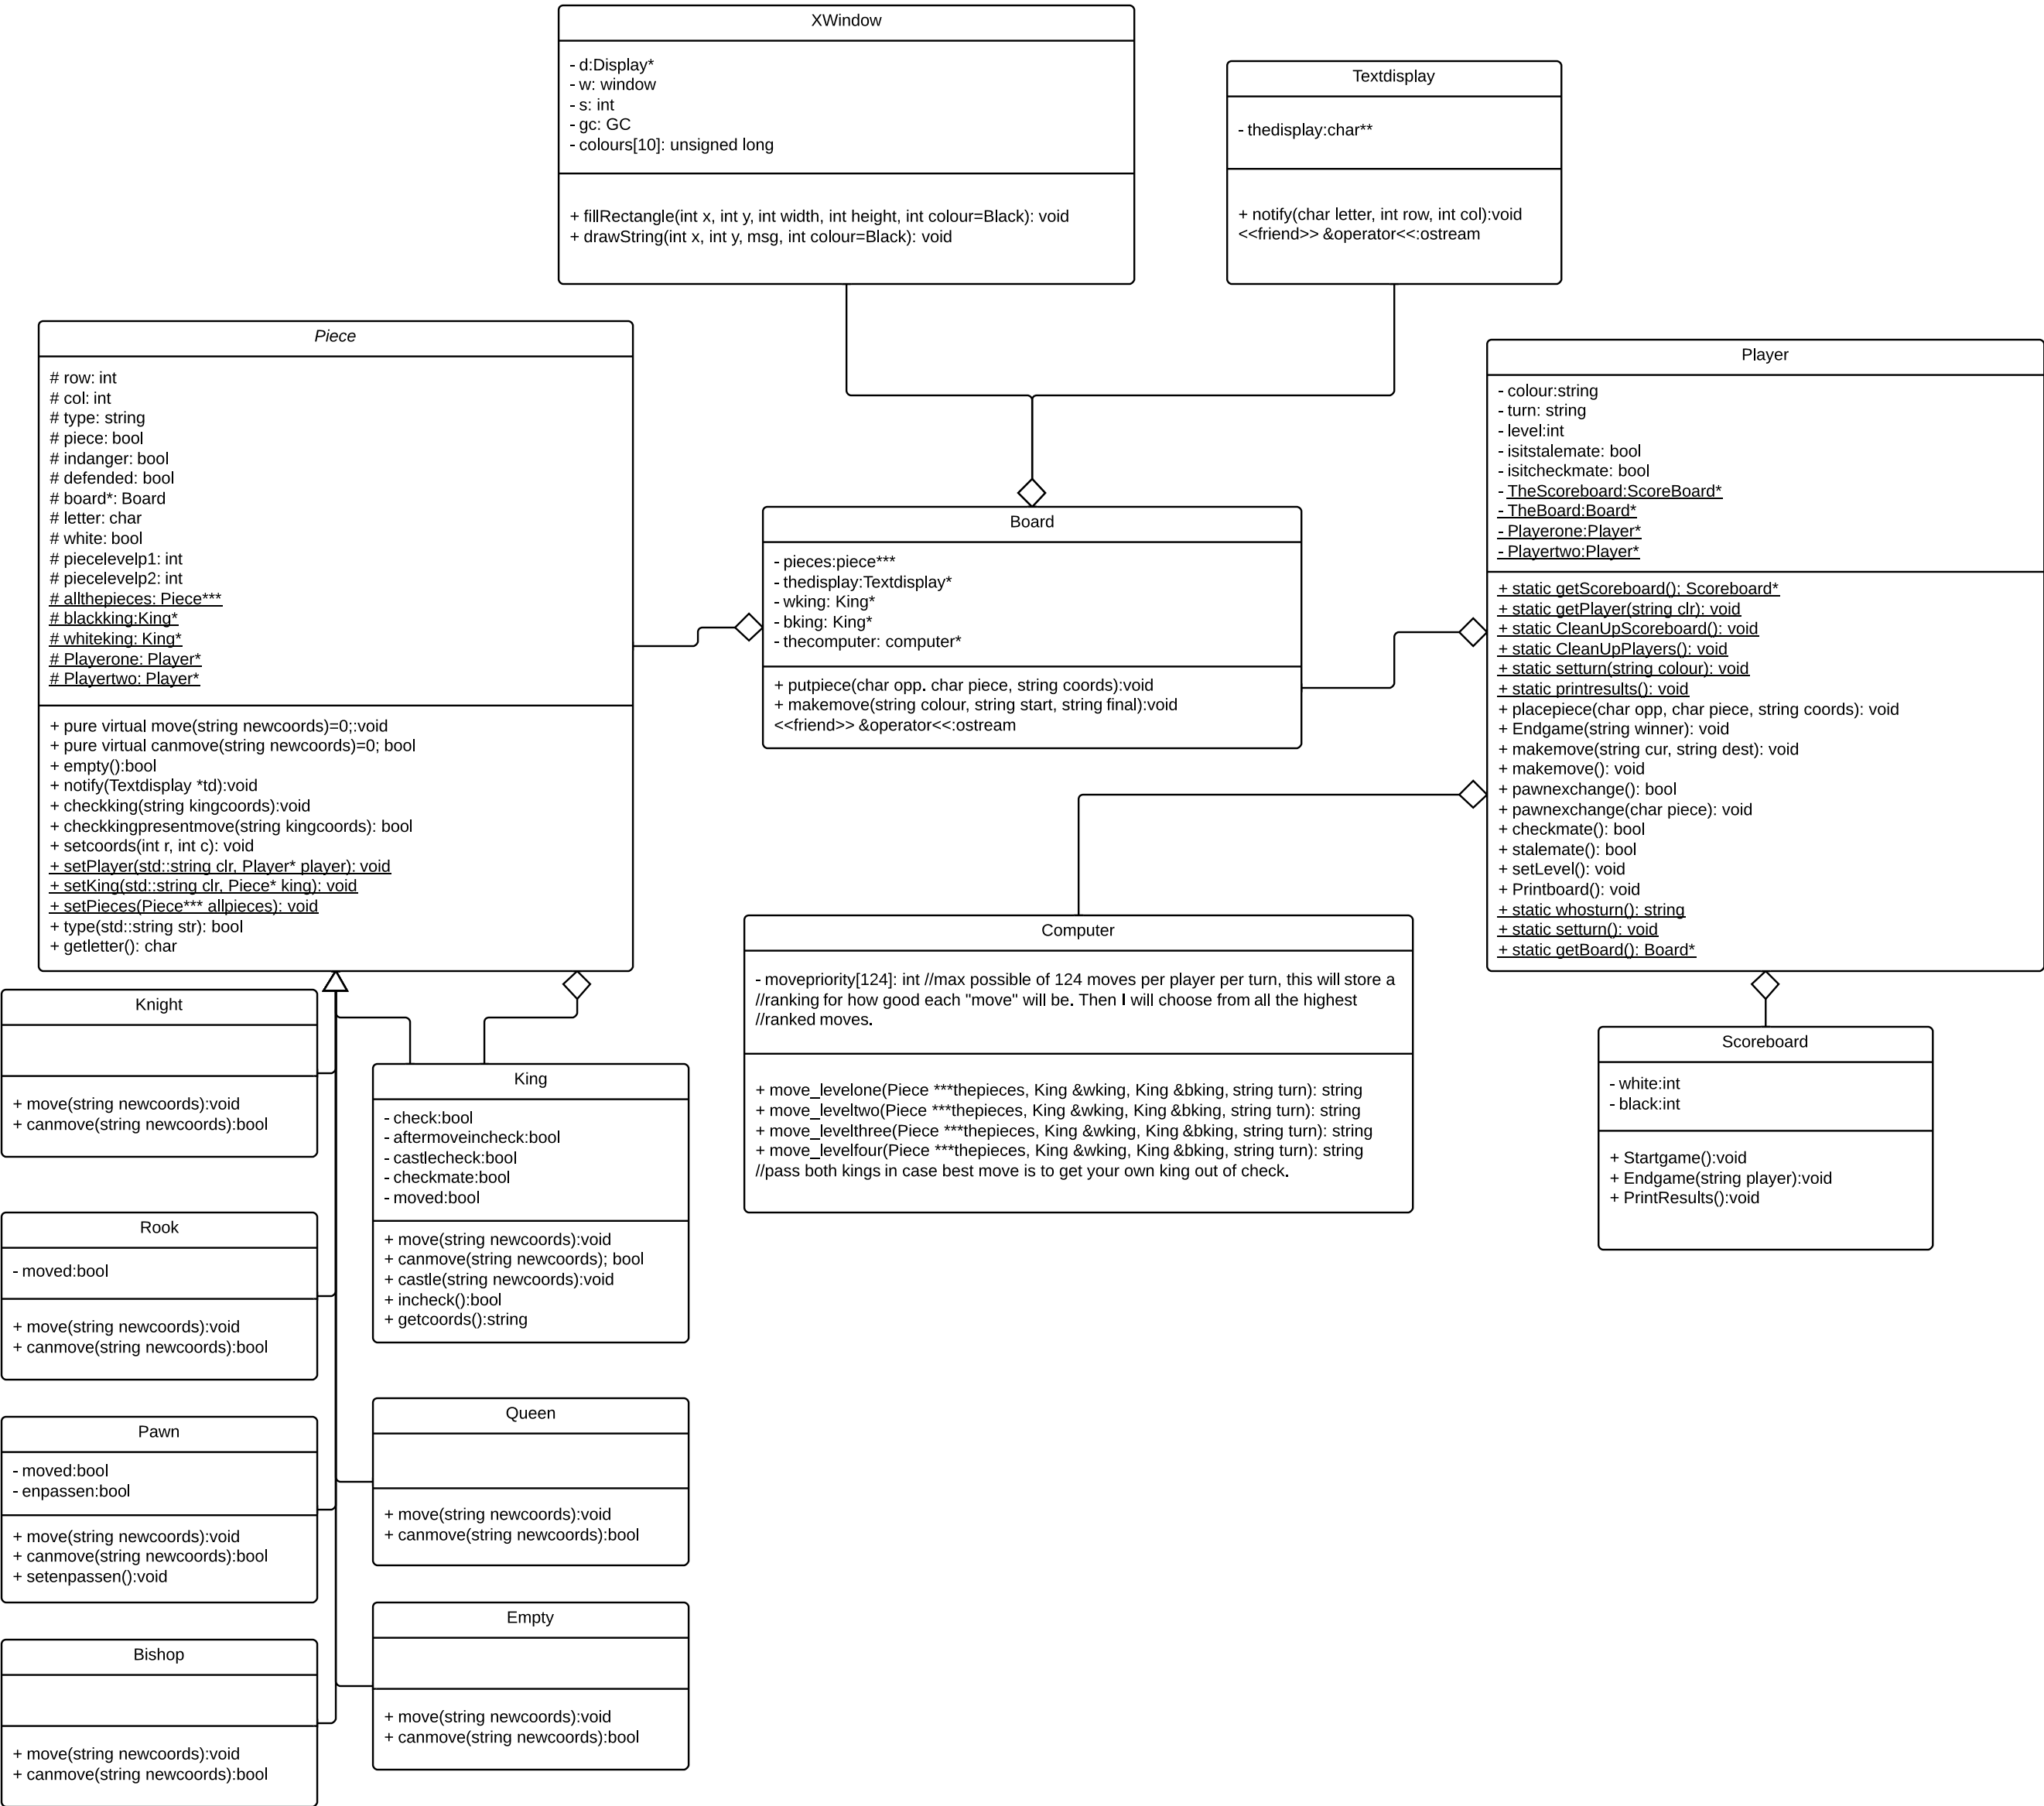 XWindow
- d:Display*
- w: window
- s: int
- gc: GC
- colours[10]: unsigned long
+ fillRectangle(int x, int y, int width, int height, int colour=Black): void
+ drawString(int x, int y, msg, int colour=Black): void
Textdisplay
- thedisplay:char**
+ notify(char letter, int row, int col):void
<<friend>> &operator<<:ostream
Piece
# row: int
# col: int
# type: string
# piece: bool
# indanger: bool
# defended: bool
# board*: Board
# letter: char
# white: bool
# piecelevelp1: int
# piecelevelp2: int
# allthepieces: Piece***
# blackking:King*
# whiteking: King*
# Playerone: Player*
# Playertwo: Player*
+ pure virtual move(string newcoords)=0;:void
+ pure virtual canmove(string newcoords)=0; bool
+ empty():bool
+ notify(Textdisplay *td):void
+ checkking(string kingcoords):void
+ checkkingpresentmove(string kingcoords): bool
+ setcoords(int r, int c): void
+ setPlayer(std::string clr, Player* player): void
+ setKing(std::string clr, Piece* king): void
+ setPieces(Piece*** allpieces): void
+ type(std::string str): bool
+ getletter(): char
Board
- pieces:piece***
- thedisplay:Textdisplay*
- wking: King*
- bking: King*
- thecomputer: computer*
+ putpiece(char opp. char piece, string coords):void
+ makemove(string colour, string start, string final):void
<<friend>> &operator<<:ostream
Player
- colour:string
- turn: string
- level:int
- isitstalemate: bool
- isitcheckmate: bool
- TheScoreboard:ScoreBoard*
- TheBoard:Board*
- Playerone:Player*
- Playertwo:Player*
+ static getScoreboard(); Scoreboard*
+ static getPlayer(string clr): void
+ static CleanUpScoreboard(): void
+ static CleanUpPlayers(): void
+ static setturn(string colour): void
+ static printresults(): void
+ placepiece(char opp, char piece, string coords): void
+ Endgame(string winner): void
+ makemove(string cur, string dest): void
+ makemove(): void
+ pawnexchange(): bool
+ pawnexchange(char piece): void
+ checkmate(): bool
+ stalemate(): bool
+ setLevel(): void
+ Printboard(): void
+ static whosturn(): string
+ static setturn(): void
+ static getBoard(): Board*
Computer
- movepriority[124]: int //max possible of 124 moves per player per turn, this will store a
//ranking for how good each "move" will be. Then I will choose from all the highest
//ranked moves.
+ move_levelone(Piece ***thepieces, King &wking, King &bking, string turn): string
+ move_leveltwo(Piece ***thepieces, King &wking, King &bking, string turn): string
+ move_levelthree(Piece ***thepieces, King &wking, King &bking, string turn): string
+ move_levelfour(Piece ***thepieces, King &wking, King &bking, string turn): string
//pass both kings in case best move is to get your own king out of check.
Scoreboard
- white:int
- black:int
+ Startgame():void
+ Endgame(string player):void
+ PrintResults():void
Knight
+ move(string newcoords):void
+ canmove(string newcoords):bool
King
- check:bool
- aftermoveincheck:bool
- castlecheck:bool
- checkmate:bool
- moved:bool
+ move(string newcoords):void
+ canmove(string newcoords); bool
+ castle(string newcoords):void
+ incheck():bool
+ getcoords():string
Rook
- moved:bool
+ move(string newcoords):void
+ canmove(string newcoords):bool
Queen
+ move(string newcoords):void
+ canmove(string newcoords):bool
Pawn
- moved:bool
- enpassen:bool
+ move(string newcoords):void
+ canmove(string newcoords):bool
+ setenpassen():void
Empty
+ move(string newcoords):void
+ canmove(string newcoords):bool
Bishop
+ move(string newcoords):void
+ canmove(string newcoords):bool